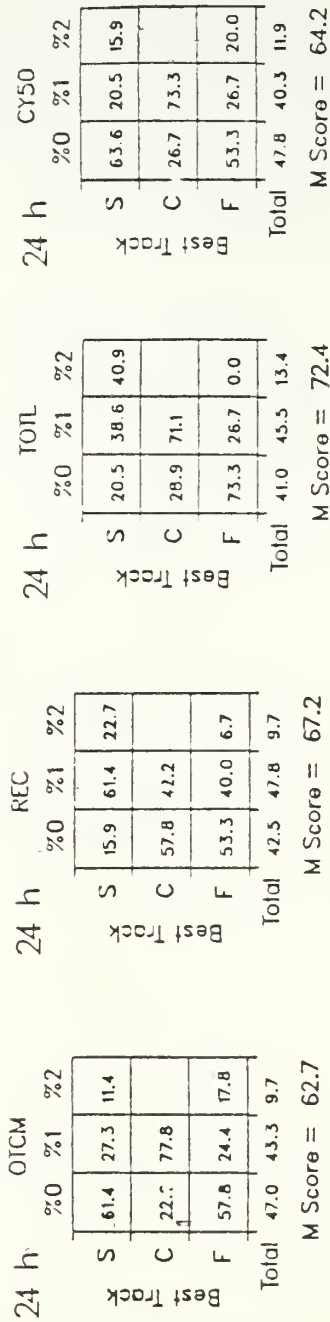 24 h OTCM
%0 %1 %2
Best Track
S 61.4 27.3 11.4
C 77.8
F 57.8 24.4 17.8
Total 47.0 43.3 9.7
M Score = 62.7
24 h REC
%0 %1 %2
Best Track
S 15.9 61.4 22.7
C 57.8 42.2
F 53.3 40.0 6.7
Total 42.5 47.8 9.7
M Score = 67.2
24 h TOTL
%0 %1 %2
Best Track
S 20.5 38.6 40.9
C 28.9 71.1
F 73.3 26.7 0.0
Total 41.0 45.5 13.4
M Score = 72.4
24 h CY50
%0 %1 %2
Best Track
S 63.6 20.5 15.9
C 26.7 73.3
F 53.3 26.7 20.0
Total 47.8 40.3 11.9
M Score = 64.2